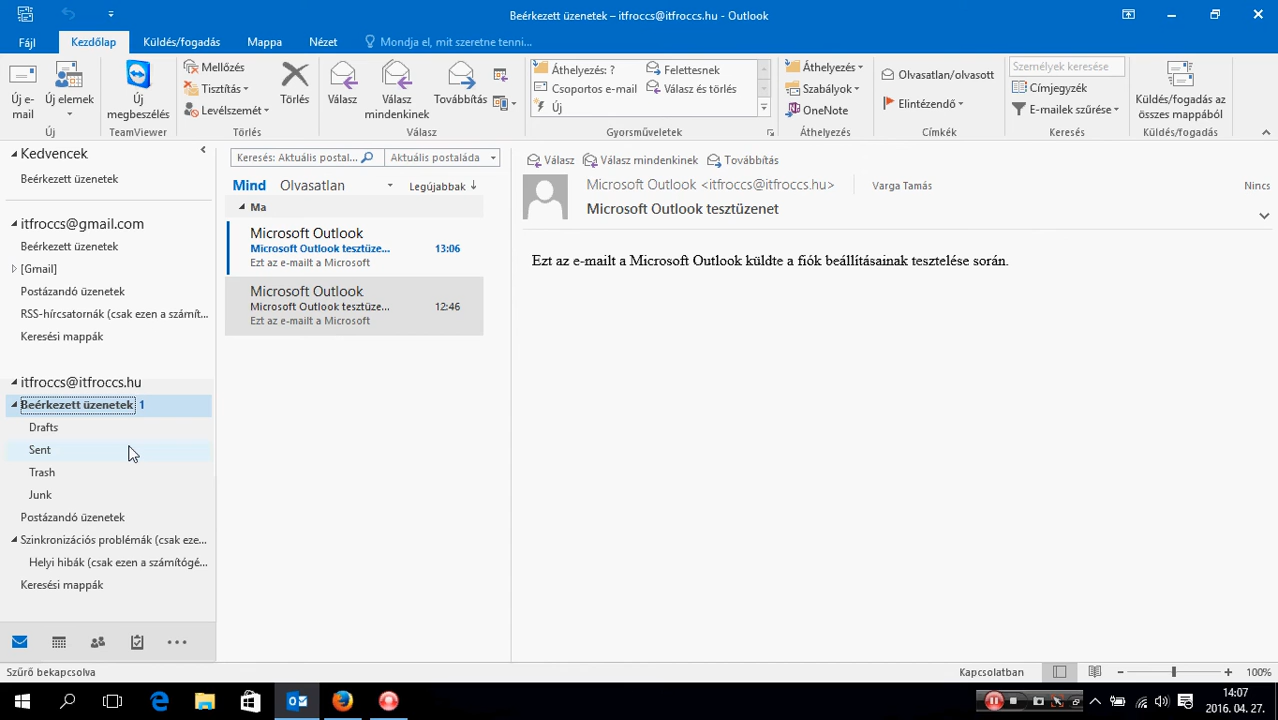 Beérkezett üzenetek – itfroccs@itfroccs.hu - Outlook
Fájl Kezdőlap Küldés/fogadás Mappa Nézet Mondja el, mit szeretne tenni...
Új e-mail
Új elemek
Új
Új megbeszélés
TeamViewer
Mellőzés
Tisztítás
Levélszemét
Törlés
Törlés
Válasz
Válasz mindenkinek
Továbbítás
Válasz
Áthelyezés: ?
Csoportos e-mail
Új
Felettesnek
Válasz és törlés
Gyorsműveletek
Áthelyezés
Szabályok
OneNote
Áthelyezés
Olvasatlan/olvasott
Elintézendő
Címkék
Személyek keresése
Címjegyzék
E-mailek szűrése
Keresés
Küldés/fogadás az összes mappából
Küldés/fogadás
Kedvencek
Beérkezett üzenetek
itfroccs@gmail.com
Beérkezett üzenetek
[Gmail]
Postázandó üzenetek
RSS-hírcsatornák (csak ezen a számít...
Keresési mappák
itfroccs@itfroccs.hu
Beérkezett üzenetek 1
Drafts
Sent
Trash
Junk
Postázandó üzenetek
Szinkronizációs problémák (csak eze...
Helyi hibák (csak ezen a számítógé...
Keresési mappák
Keresés: Aktuális postal... Aktuális postaláda
Mind Olvasatlan Legújabbak
Ma
Microsoft Outlook
Microsoft Outlook tesztüze... 13:06
Ezt az e-mailt a Microsoft
Microsoft Outlook
Microsoft Outlook tesztüze... 12:46
Ezt az e-mailt a Microsoft
Válasz Válasz mindenkinek Továbbítás
Microsoft Outlook <itfroccs@itfroccs.hu> Varga Tamás Nincs
Microsoft Outlook tesztüzenet
Ezt az e-mailt a Microsoft Outlook küldte a fiók beállításainak tesztelése során.
Szűrő bekapcsolva Kapcsolatban 100%
14:07
2016. 04. 27.